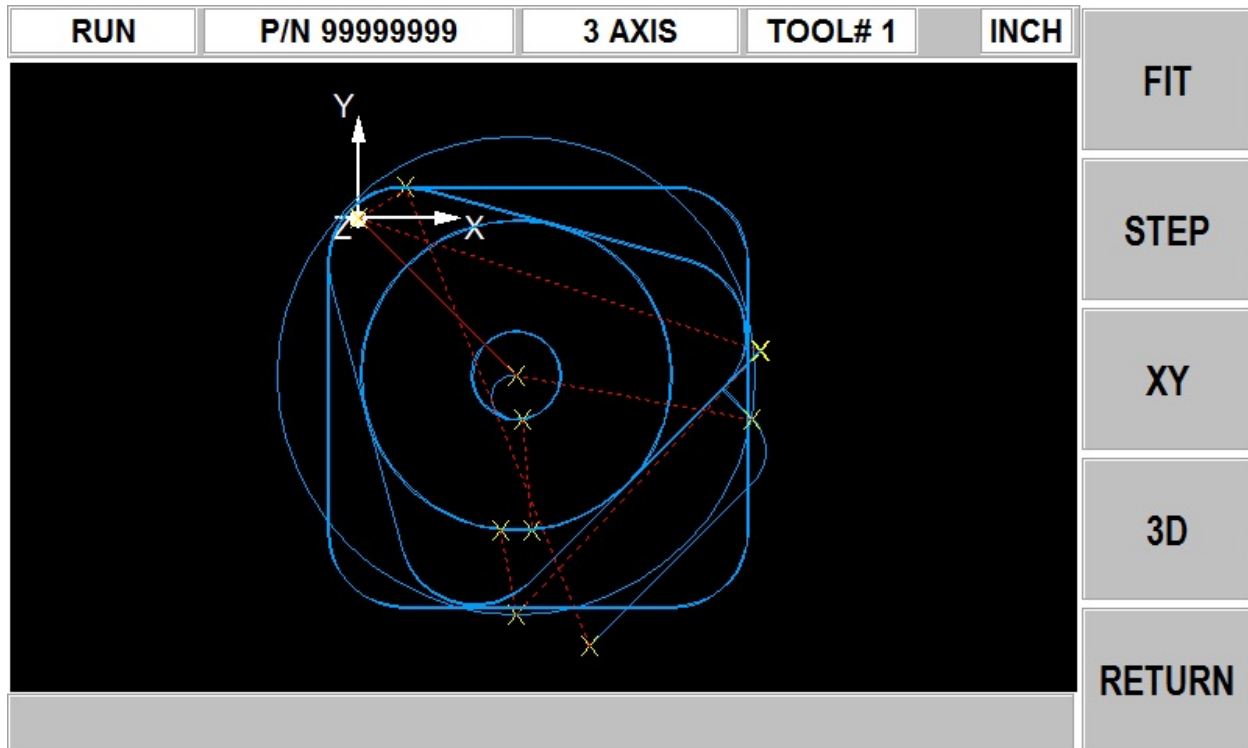 RUN P/N 99999999 3 AXIS TOOL# 1 INCH
FIT
STEP
XY
3D
RETURN
Y
Z X